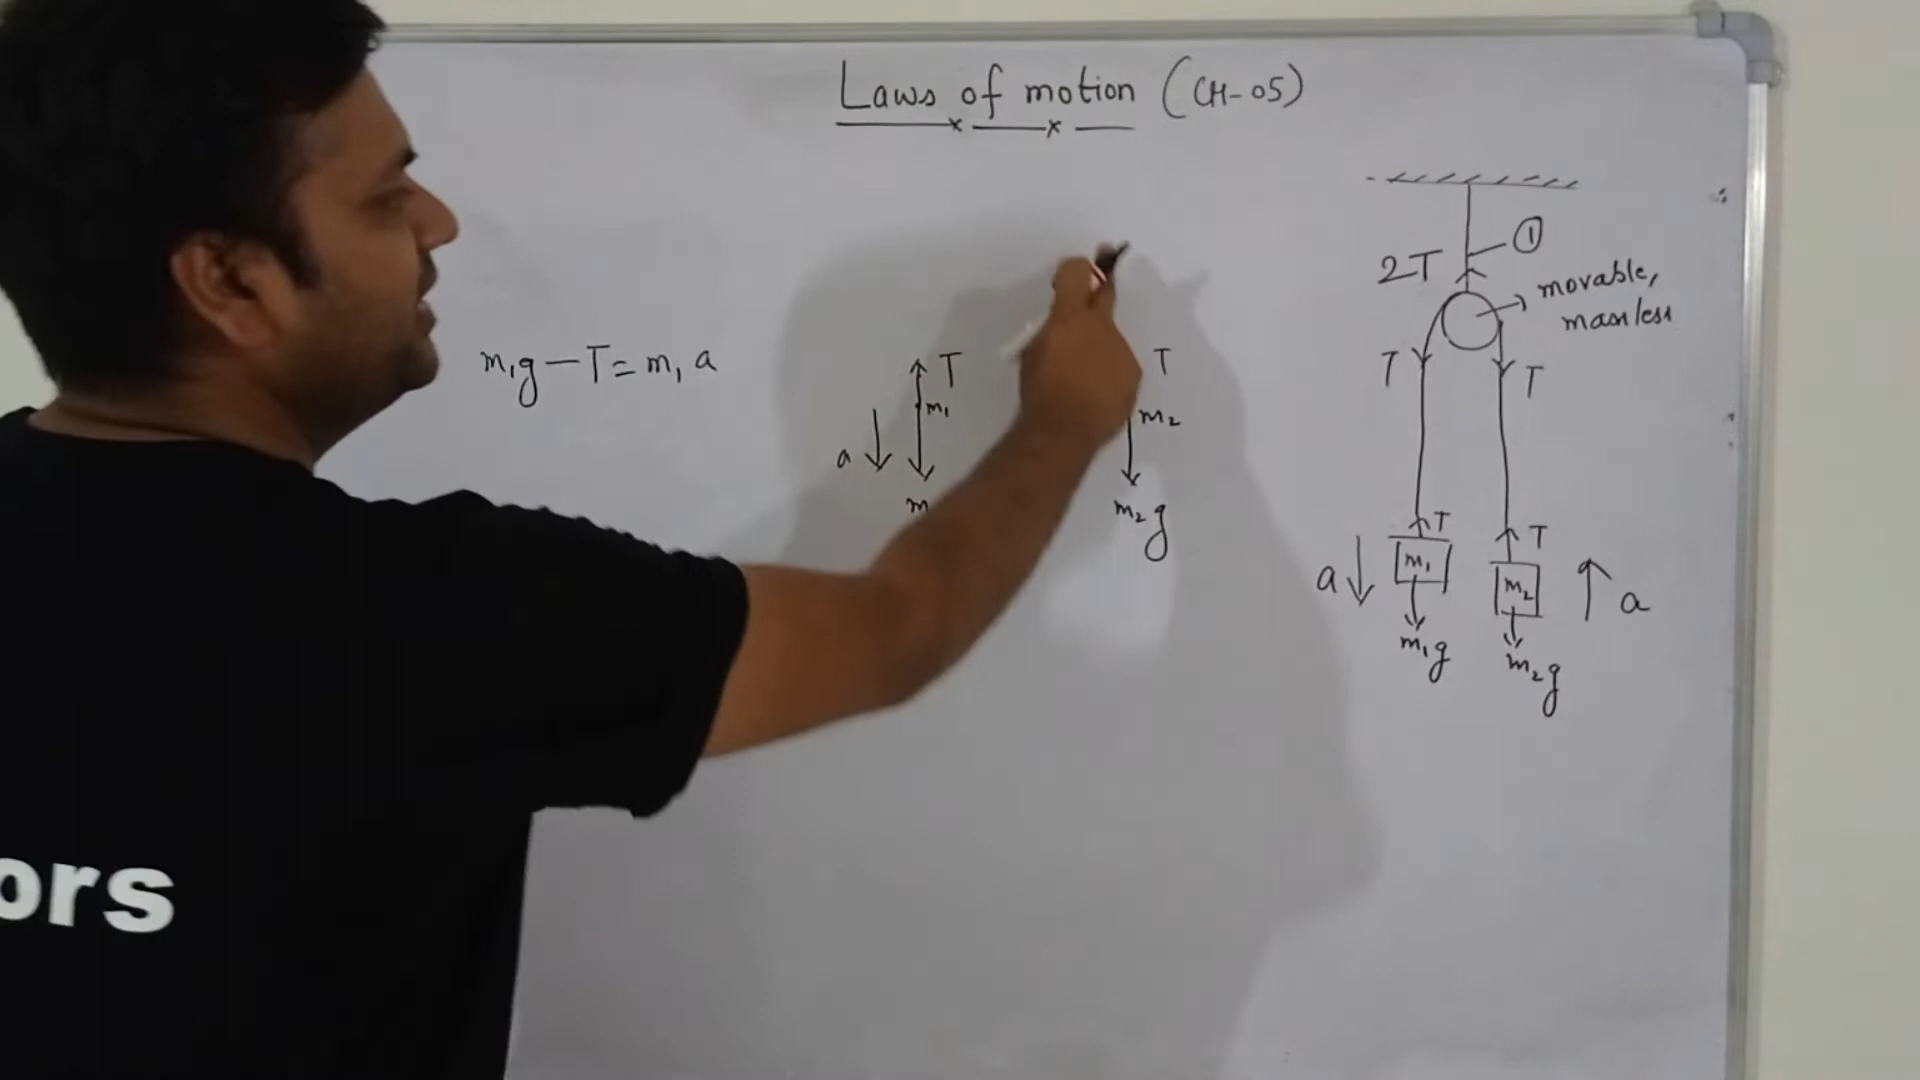 Laws of motion (CH-05)
①
2T
movable,
massless
T
T
m₁g - T = m₁ a
T
m₁
a
m
T
m₂
m₂g
T
m₁
a
m₁g
T
m₂
a
m₂g
ors